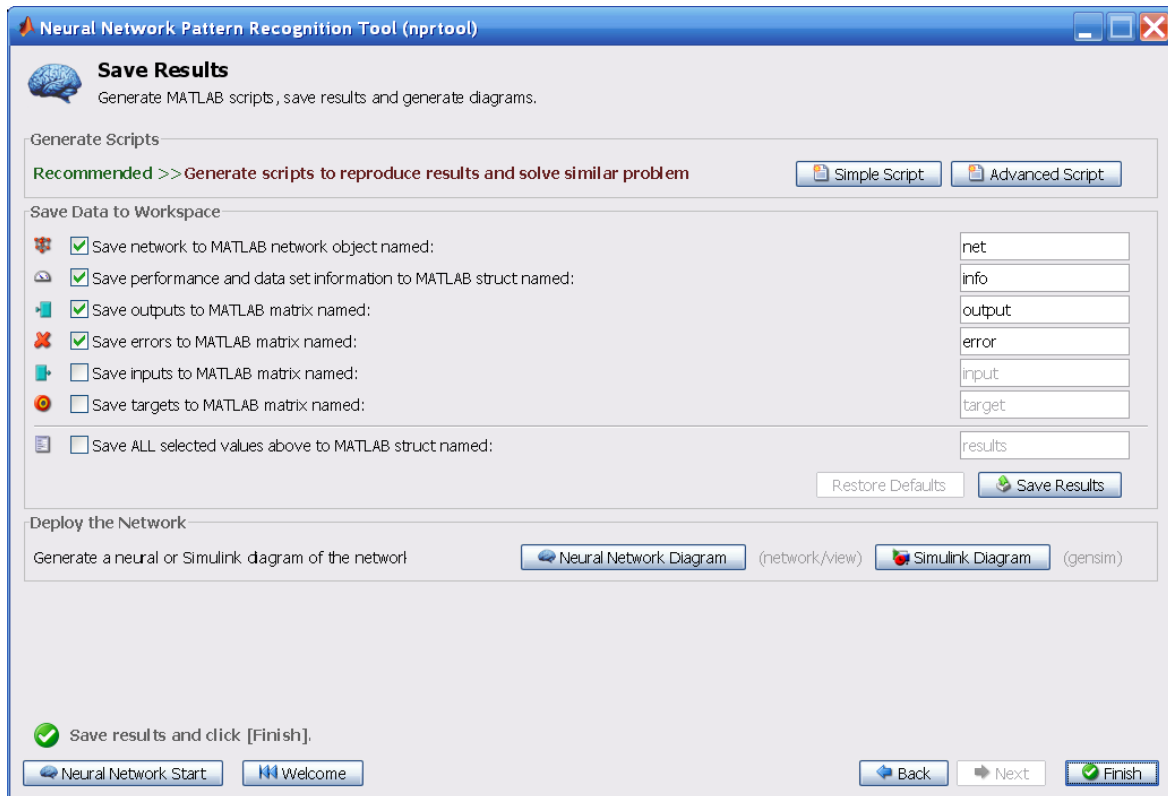 Neural Network Pattern Recognition Tool (nprtool)
Save Results
Generate MATLAB scripts, save results and generate diagrams.
Generate Scripts
Recommended >> Generate scripts to reproduce results and solve similar problem
Simple Script
Advanced Script
Save Data to Workspace
Save network to MATLAB network object named: net
Save performance and data set information to MATLAB struct named: info
Save outputs to MATLAB matrix named: output
Save errors to MATLAB matrix named: error
Save inputs to MATLAB matrix named: input
Save targets to MATLAB matrix named: target
Save ALL selected values above to MATLAB struct named: results
Restore Defaults
Save Results
Deploy the Network
Generate a neural or Simulink diagram of the network
Neural Network Diagram
(network/view)
Simulink Diagram
(gensim)
Save results and click [Finish].
Neural Network Start
Welcome
Back
Next
Finish